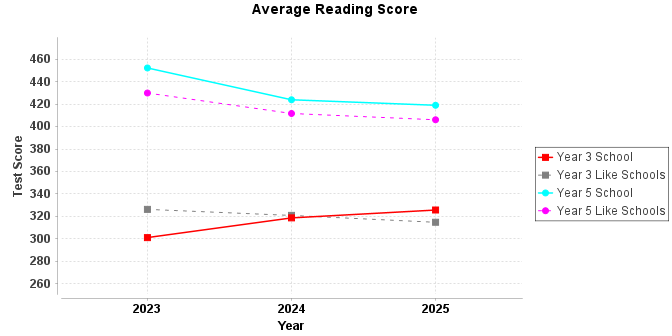 Average Reading Score
460
440
420
400
380
360
340
320
300
280
260
Test Score
2023
2024
2025
Year
Year 3 School
Year 3 Like Schools
Year 5 School
Year 5 Like Schools